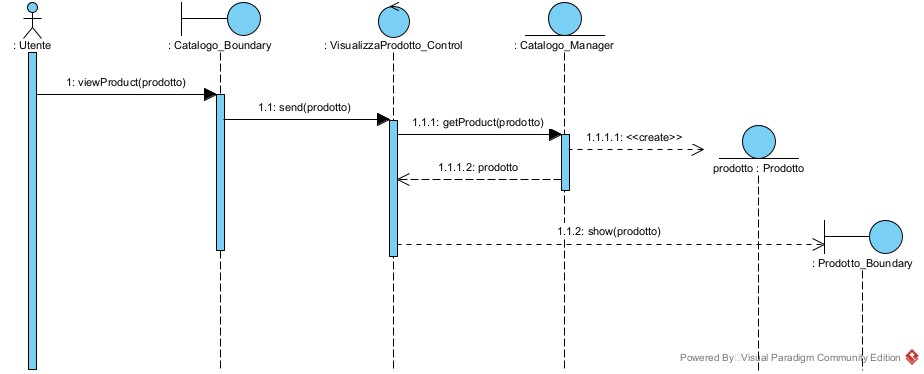 : Utente
: Catalogo_Boundary
: VisualizzaProdotto_Control
: Catalogo_Manager
1: viewProduct(prodotto)
1.1: send(prodotto)
1.1.1: getProduct(prodotto)
1.1.1.1: <<create>>
prodotto : Prodotto
1.1.1.2: prodotto
1.1.2: show(prodotto)
: Prodotto_Boundary
Powered By Visual Paradigm Community Edition